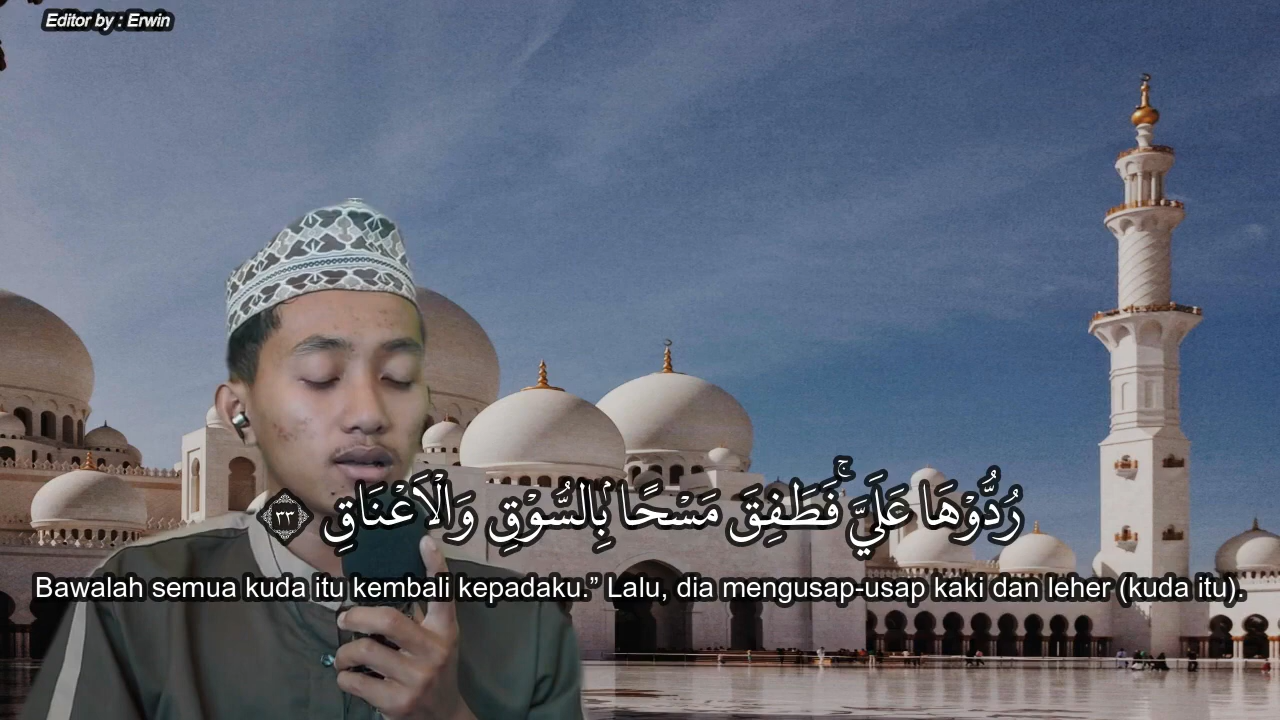 Editor by : Erwin
رُدُّوْهَا عَلَيَّ ۚ فَطَفِقَ مَسْحًا ۢ بِالسُّوْقِ وَالْاَعْنَاقِ ٣٣
Bawalah semua kuda itu kembali kepadaku.” Lalu, dia mengusap-usap kaki dan leher (kuda itu).